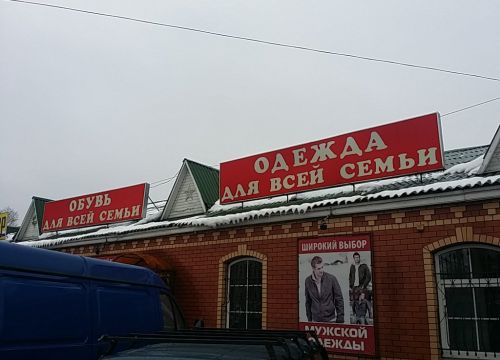 ОБУВЬ
ДЛЯ ВСЕЙ СЕМЬИ
ОДЕЖДА
ДЛЯ ВСЕЙ СЕМЬИ
ШИРОКИЙ ВЫБОР
МУЖСКОЙ
ОДЕЖДЫ